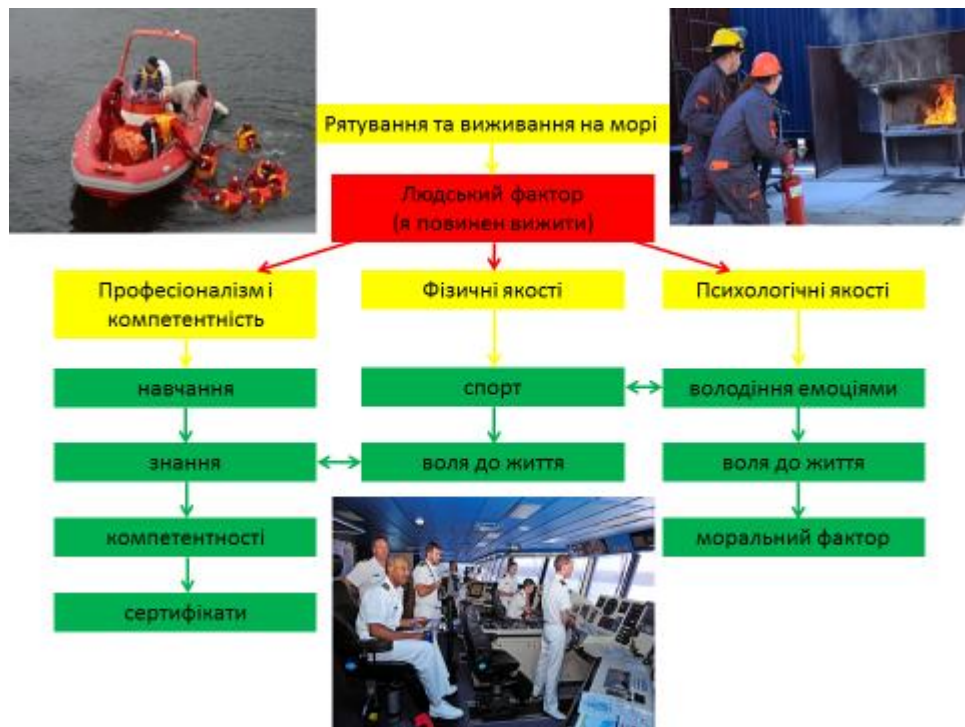 Рятування та виживання на морі
Людський фактор
(я повинен вижити)
Професіоналізм і
компетентність
Фізичні якості
Психологічні якості
навчання
спорт
володіння емоціями
знання
воля до життя
воля до життя
компетентності
моральний фактор
сертифікати